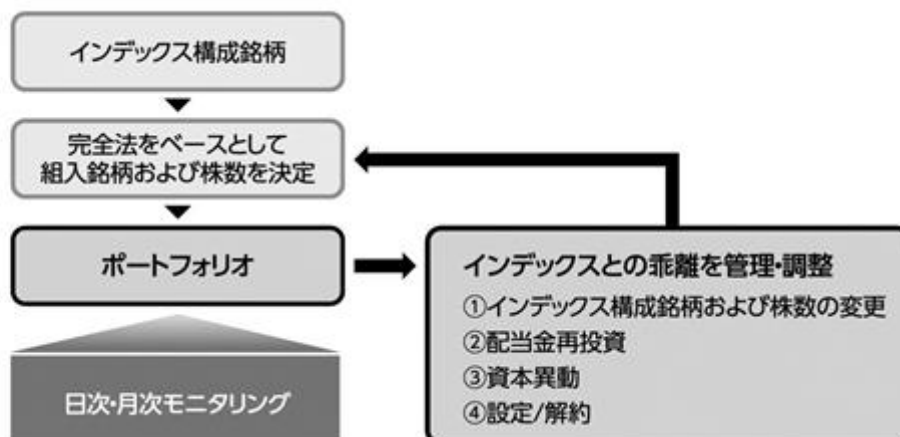 インデックス構成銘柄
完全法をベースとして
組入銘柄および株数を決定
ポートフォリオ
日次・月次モニタリング
インデックスとの乖離を管理・調整
①インデックス構成銘柄および株数の変更
②配当金再投資
③資本異動
④設定/解約